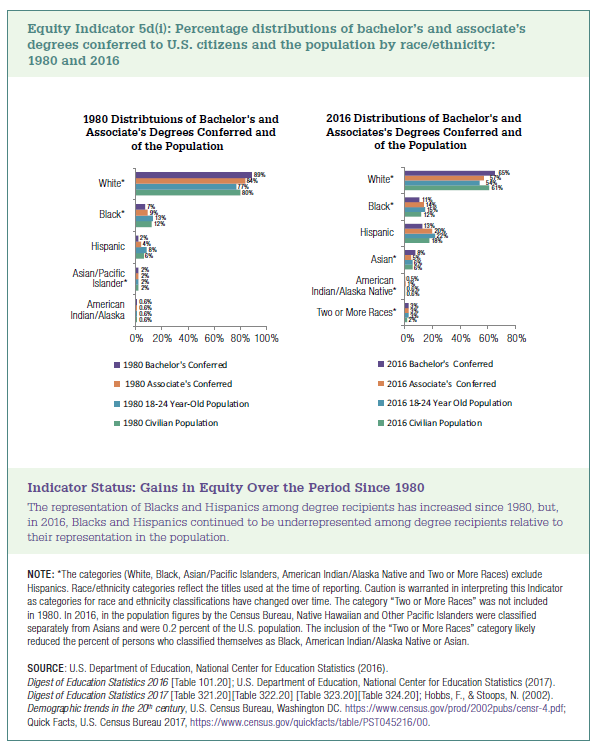 Equity Indicator 5d(i): Percentage distributions of bachelor's and associate's
degrees conferred to U.S. citizens and the population by race/ethnicity:
1980 and 2016
1980 Distribtuions of Bachelor's and
Associate's Degrees Conferred and
of the Population
White*
89%
84%
77%
80%
Black*
7%
9%
13%
12%
Hispanic
2%
4%
8%
6%
Asian/Pacific
Islander*
2%
2%
2%
2%
American
Indian/Alaska
0.6%
0.6%
0.6%
0.6%
0% 20% 40% 60% 80% 100%
1980 Bachelor's Conferred
1980 Associate's Conferred
1980 18-24 Year-Old Population
1980 Civilian Population
2016 Distributions of Bachelor's and
Associates's Degrees Conferred and
of the Population
White*
65%
57%
54%
61%
Black*
11%
14%
15%
12%
Hispanic
13%
20%
22%
18%
Asian*
8%
5%
6%
6%
American
Indian/Alaska Native*
0.5%
1%
Two or More Races*
3%
2%
0% 20% 40% 60% 80%
2016 Bachelor's Conferred
2016 Associate's Conferred
2016 18-24 Year Old Population
2016 Civilian Population
Indicator Status: Gains in Equity Over the Period Since 1980
The representation of Blacks and Hispanics among degree recipients has increased since 1980, but,
in 2016, Blacks and Hispanics continued to be underrepresented among degree recipients relative to
their representation in the population.
NOTE: *The categories (White, Black, Asian/Pacific Islanders, American Indian/Alaska Native and Two or More Races) exclude
Hispanics. Race/ethnicity categories reflect the titles used at the time of reporting. Caution is warranted in interpreting this Indicator
as categories for race and ethnicity classifications have changed over time. The category "Two or More Races" was not included
in 1980. In 2016, in the population figures by the Census Bureau, Native Hawaiian and Other Pacific Islanders were classified
separately from Asians and were 0.2 percent of the U.S. population. The inclusion of the "Two or More Races" category likely
reduced the percent of persons who classified themselves as Black, American Indian/Alaska Native or Asian.
SOURCE: U.S. Department of Education, National Center for Education Statistics (2016).
Digest of Education Statistics 2016 [Table 101.20]; U.S. Department of Education, National Center for Education Statistics (2017).
Digest of Education Statistics 2017 [Table 321.20][Table 322.20] [Table 323.20][Table 324.20]; Hobbs, F., & Stoops, N. (2002).
Demographic trends in the 20th century, U.S. Census Bureau, Washington DC. https://www.census.gov/prod/2002pubs/censr-4.pdf;
Quick Facts, U.S. Census Bureau 2017, https://www.census.gov/quickfacts/table/PST045216/00.